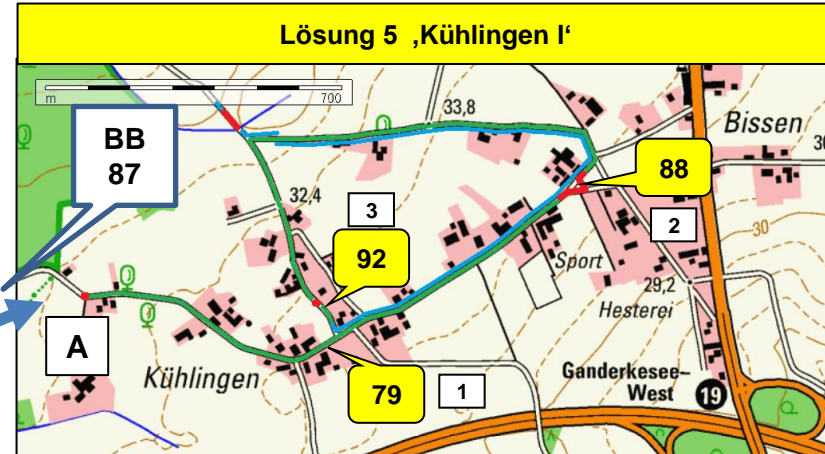 Lösung 5 ‚Kühlingen I‘
m 700
33,8
Bissen
BB
87
88
30
32,4
3
2
92
30
Sport
29,2
Hesterei
A
Kühlingen
79
1
Ganderkesee–
West
19